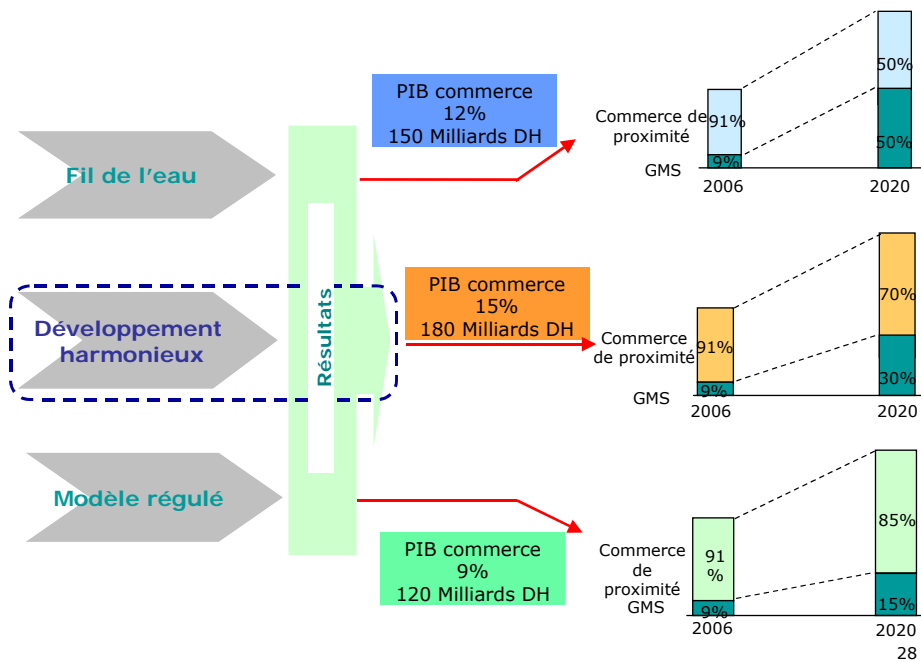 Fil de l'eau
PIB commerce
12%
150 Milliards DH
Commerce de
proximité
GMS
91%
9%
50%
50%
2006
2020
Développement
harmonieux
Résultats
PIB commerce
15%
180 Milliards DH
Commerce
de proximité
GMS
91%
9%
70%
30%
2006
2020
Modèle régulé
PIB commerce
9%
120 Milliards DH
Commerce
de
proximité
GMS
91
%
9%
85%
15%
2006
2020
28